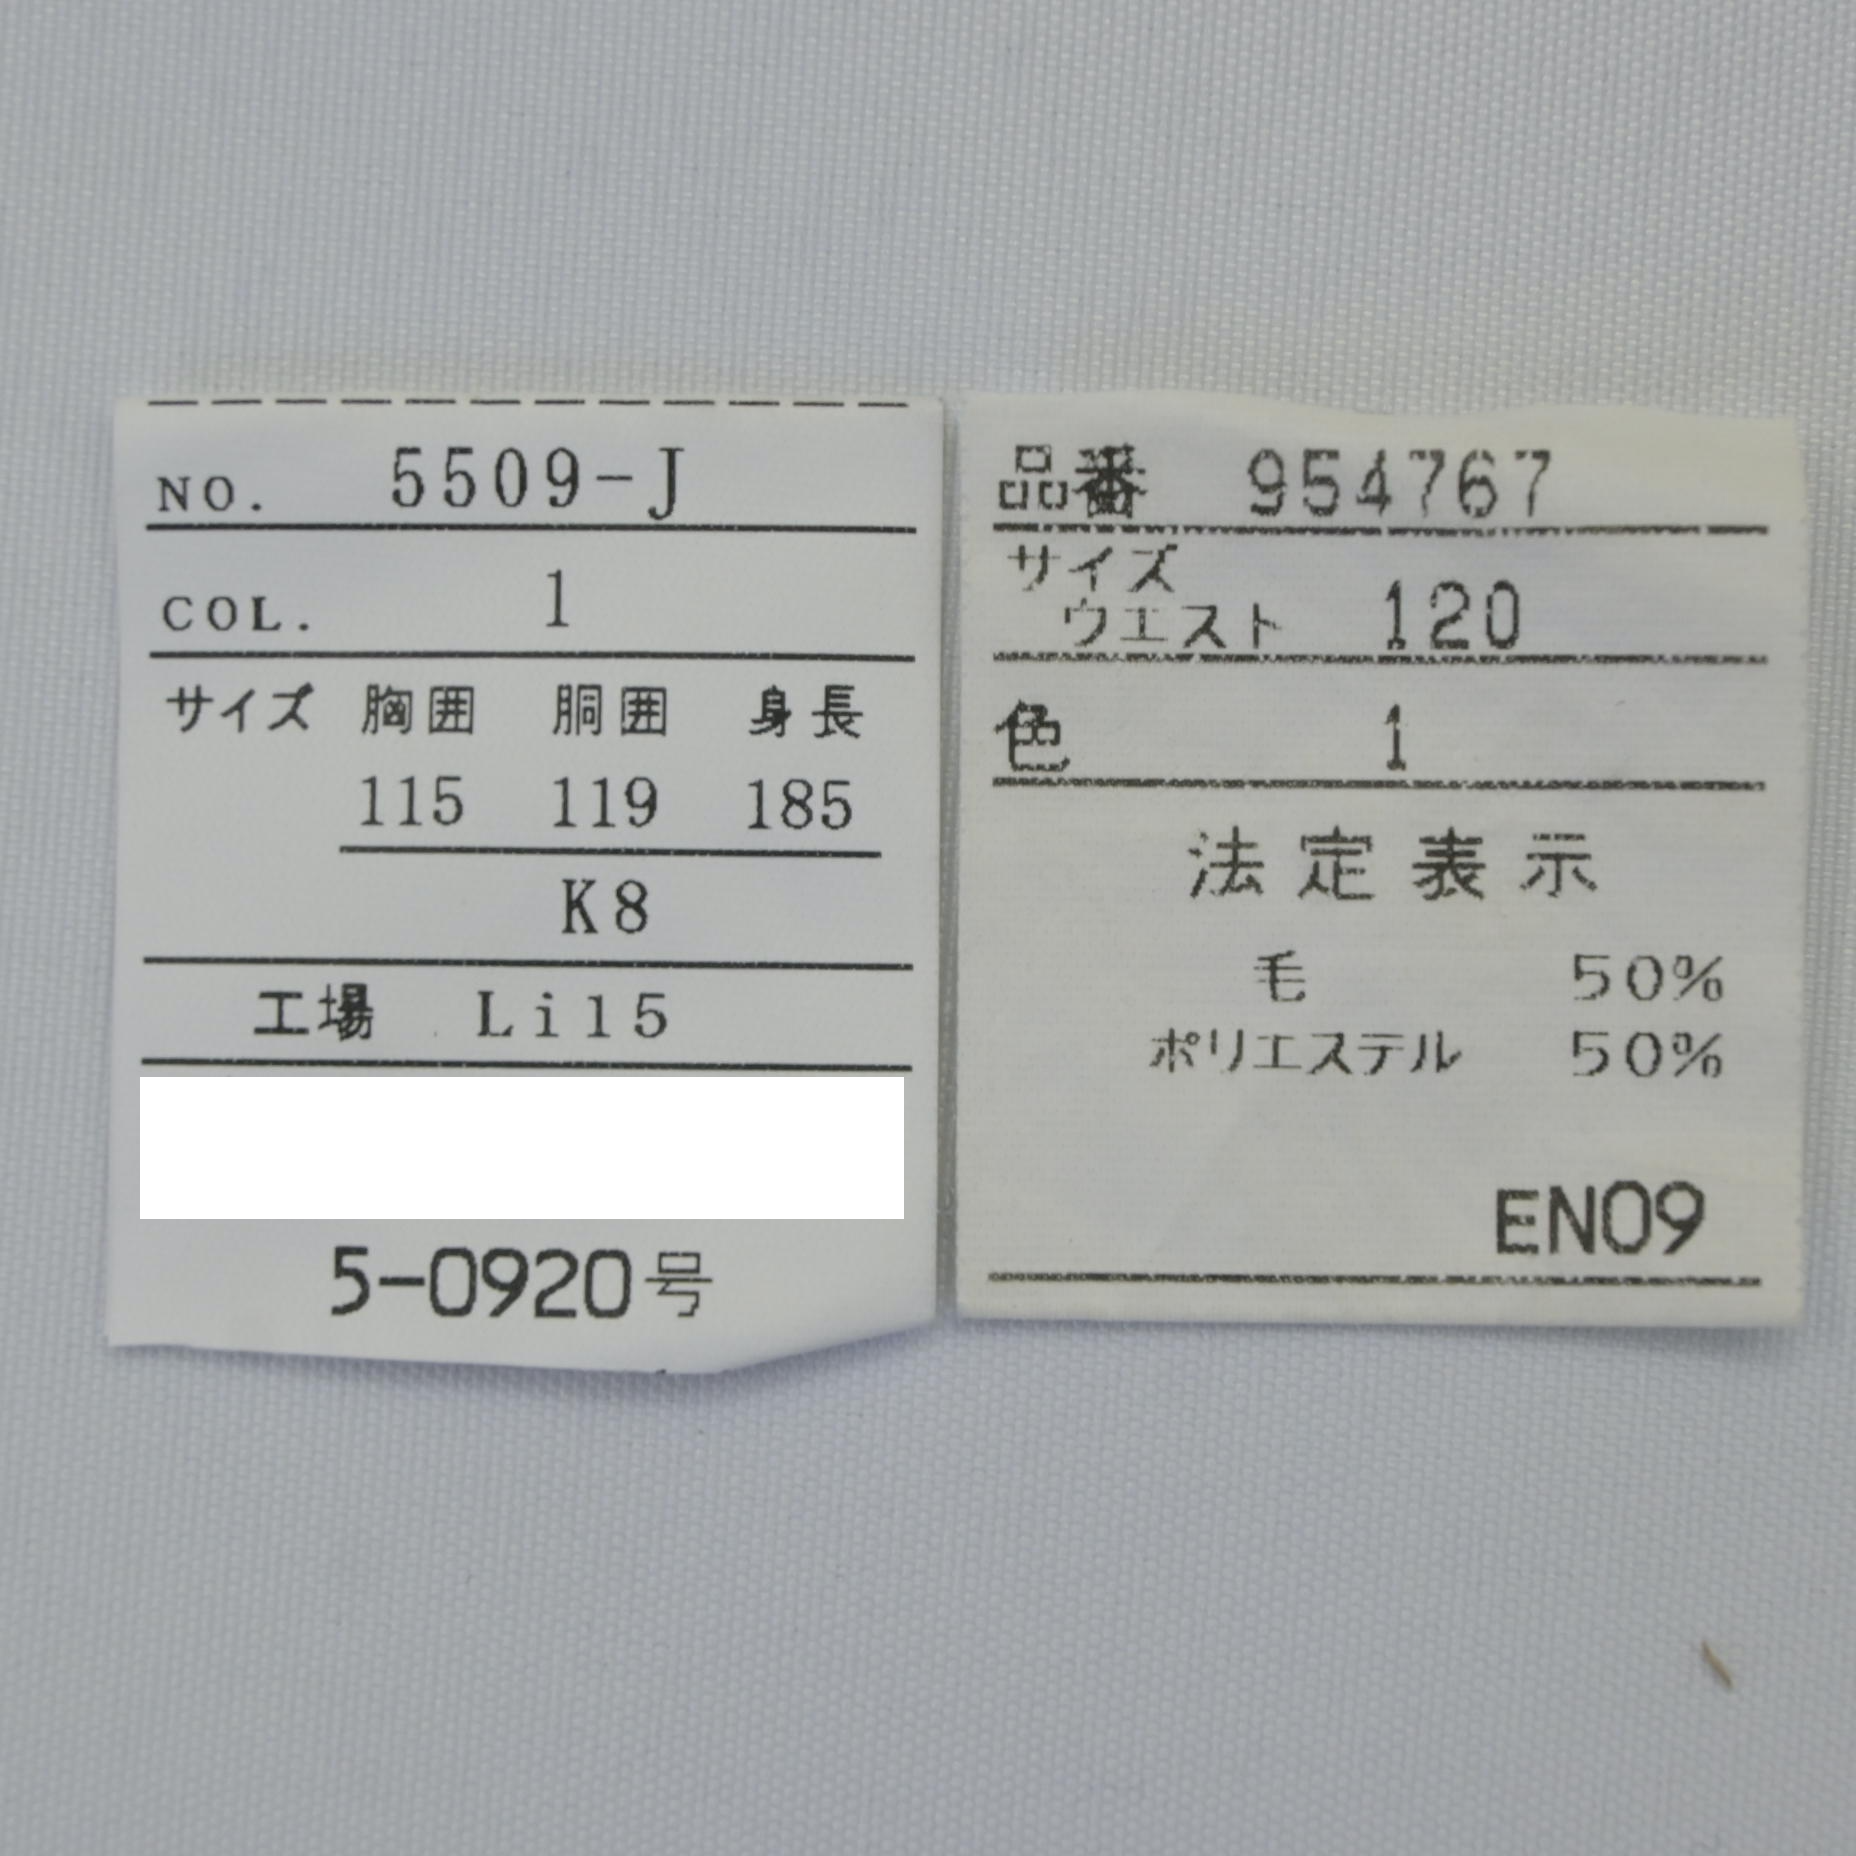 NO. 5509-J
COL. 1
サイズ 胸囲 胴囲 身長
115 119 185
K8
工場 Li15
5-0920号
品番 954767
サイズ
ウエスト 120
色 1
法定表示
毛 50%
ポリエステル 50%
EN09